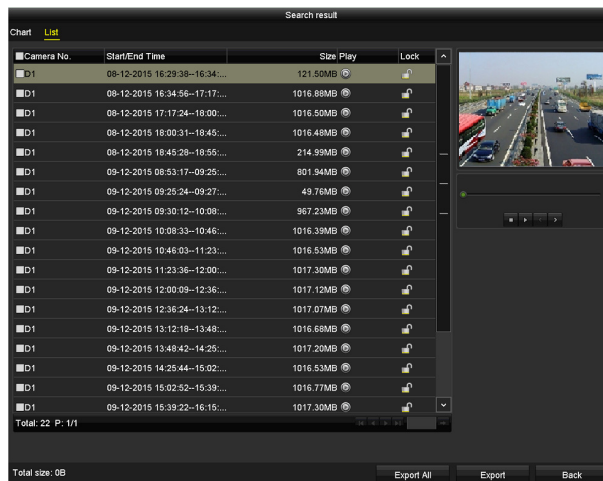 Search result
Chart List
Camera No. Start/End Time Size Play Lock
D1 08-12-2015 16:29:38--16:34:... 121.50MB
D1 08-12-2015 16:34:56--17:17:... 1016.88MB
D1 08-12-2015 17:17:24--18:00:... 1016.50MB
D1 08-12-2015 18:00:31--18:45:... 1016.48MB
D1 08-12-2015 18:45:28--18:55:... 214.99MB
D1 09-12-2015 08:53:17--09:25:... 801.94MB
D1 09-12-2015 09:25:24--09:27:... 49.76MB
D1 09-12-2015 09:30:12--10:08:... 967.23MB
D1 09-12-2015 10:08:33--10:46:... 1016.39MB
D1 09-12-2015 10:46:03--11:23:... 1016.53MB
D1 09-12-2015 11:23:36--12:00:... 1017.30MB
D1 09-12-2015 12:00:09--12:36:... 1017.12MB
D1 09-12-2015 12:36:24--13:12:... 1017.07MB
D1 09-12-2015 13:12:18--13:48:... 1016.68MB
D1 09-12-2015 13:48:42--14:25:... 1017.20MB
D1 09-12-2015 14:25:44--15:02:... 1016.53MB
D1 09-12-2015 15:02:52--15:39:... 1016.77MB
D1 09-12-2015 15:39:22--16:15:... 1017.30MB
Total: 22 P: 1/1
Total size: 0B
Export All Export Back